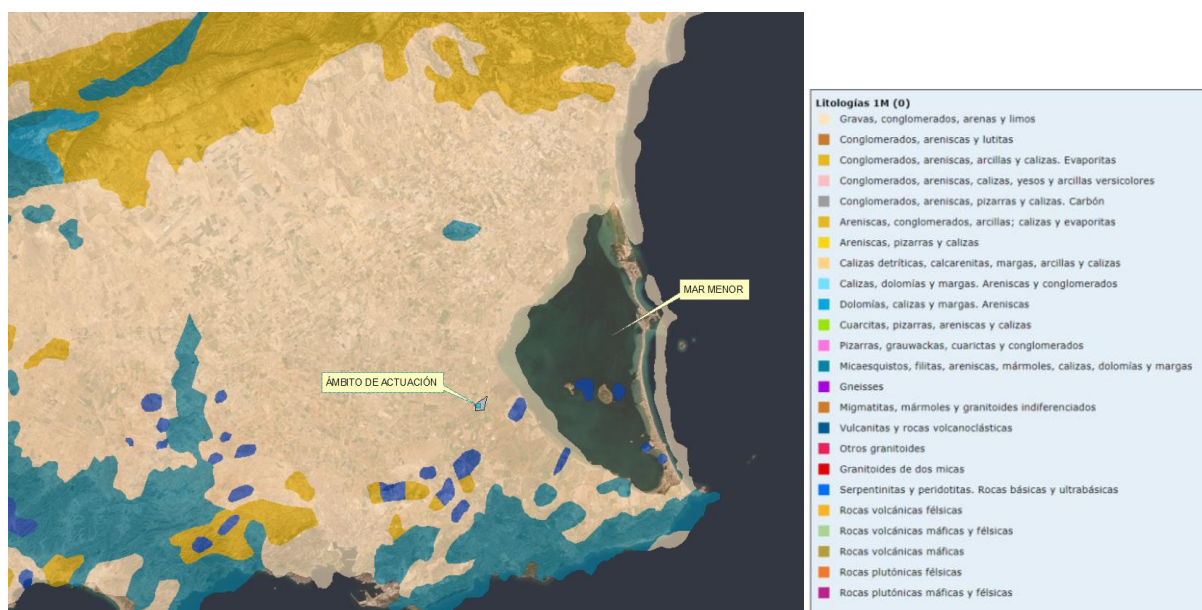 MAR MENOR
ÁMBITO DE ACTUACIÓN
Litologías 1M (0)
Gravas, conglomerados, arenas y limos
Conglomerados, areniscas y lutitas
Conglomerados, areniscas, arcillas y calizas. Evaporitas
Conglomerados, areniscas, calizas, yesos y arcillas versicolores
Conglomerados, areniscas, pizarras y calizas. Carbón
Areniscas, conglomerados, arcillas; calizas y evaporitas
Areniscas, pizarras y calizas
Calizas detríticas, calcarenitas, margas, arcillas y calizas
Calizas, dolomías y margas. Areniscas y conglomerados
Dolomías, calizas y margas. Areniscas
Cuarcitas, pizarras, areniscas y calizas
Pizarras, grauwackas, cuarictas y conglomerados
Micaesquistos, filitas, areniscas, mármoles, calizas, dolomías y margas
Gneisses
Migmatitas, mármoles y granitoides indiferenciados
Vulcanitas y rocas volcanoclásticas
Otros granitoides
Granitoides de dos micas
Serpentinitas y peridotitas. Rocas básicas y ultrabásicas
Rocas volcánicas félsicas
Rocas volcánicas máficas y félsicas
Rocas volcánicas máficas
Rocas plutónicas félsicas
Rocas plutónicas máficas y félsicas